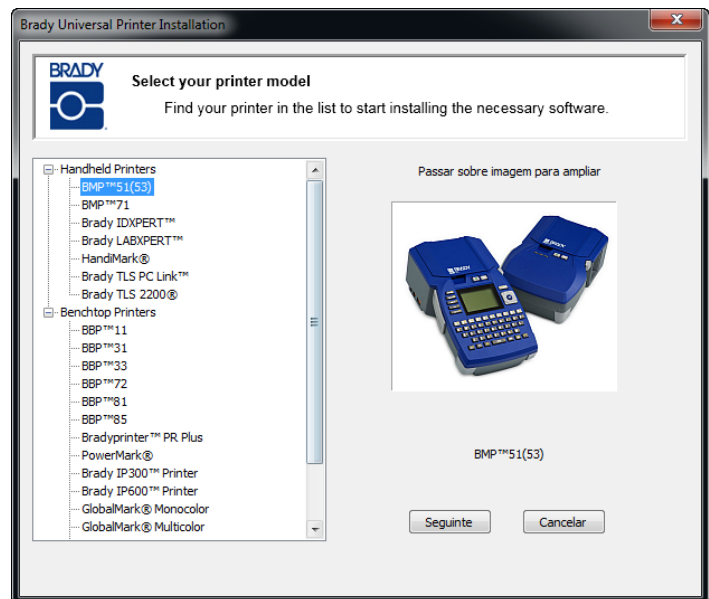 Brady Universal Printer Installation
BRADY
Select your printer model
Find your printer in the list to start installing the necessary software.
Handheld Printers
BMP™51(53)
BMP™71
Brady IDXPERT™
Brady LABXPERT™
HandiMark®
Brady TLS PC Link™
Brady TLS 2200®
Benchtop Printers
BBP™11
BBP™31
BBP™33
BBP™72
BBP™81
BBP™85
Bradyprinter™ PR Plus
PowerMark®
Brady IP300™ Printer
Brady IP600™ Printer
GlobalMark® Monocolor
GlobalMark® Multicolor
Passar sobre imagem para ampliar
BRADY
BMP™51(53)
Seguinte
Cancelar